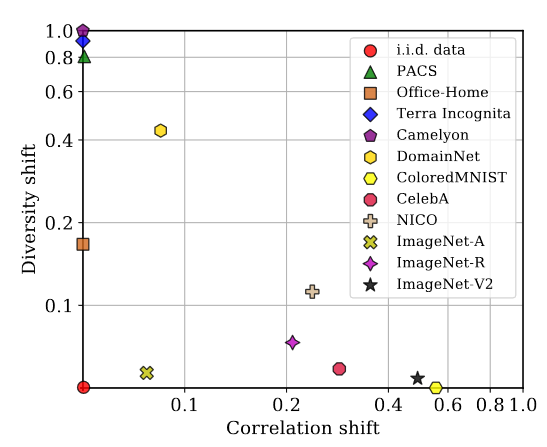 1.0
0.8
0.6
0.4
0.2
0.1
Diversity shift
i.i.d. data
PACS
Office-Home
Terra Incognita
Camelyon
DomainNet
ColoredMNIST
CelebA
NICO
ImageNet-A
ImageNet-R
ImageNet-V2
0.1 0.2 0.4 0.6 0.8 1.0
Correlation shift